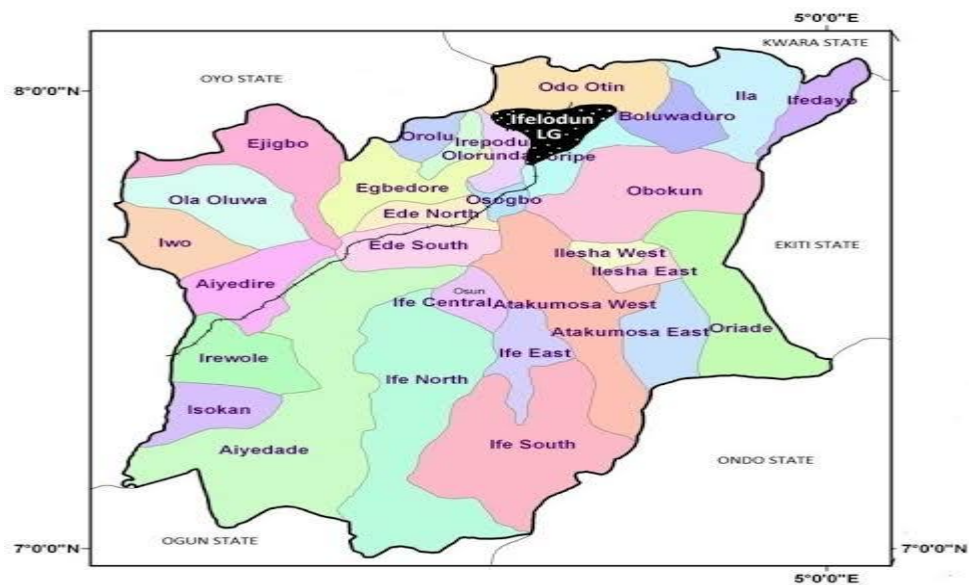 5°0'0"E
KWARA STATE
OYO STATE
8°0'0"N
Odo Otin
Ila
Ifedayo
Boluwaduro
Ifelodun
LG
Orolu
Irepodu
Ejigbo
Olorunda
oripe
Egbedore
Obokun
Ola Oluwa
Osogbo
Ede North
Iwo
Ede South
EKITI STATE
Ilesha West
Ilesha East
Aiyedire
Osun
Ife Central
Atakumosa West
Atakumosa East
Oriade
Irewole
Ife East
Ife North
Isokan
Ife South
Aiyedade
ONDO STATE
OGUN STATE
7°0'0"N
7°0'0"N
5°0'0"E